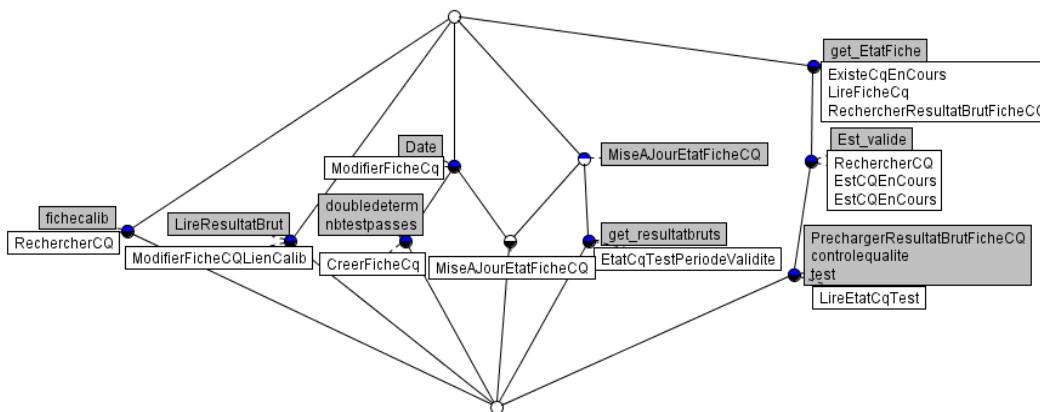 get_EtatFiche
ExisteCqEnCours
LireFicheCq
RechercherResultatBrutFicheCQ
Date
ModifierFicheCq
MiseAJourEtatFicheCQ
Est_valide
RechercherCQ
EstCQEnCours
EstCQEnCours
fichecalib
RechercherCQ
LireResultatBrut
ModifierFicheCQLienCalib
doubledeterm
nbtestpasses
CreerFicheCq
MiseAJourEtatFicheCQ
_get_resultatbruts
EtatCqTestPeriodeValidite
PrechargerResultatBrutFicheCQ
controlequalite
test
LireEtatCqTest